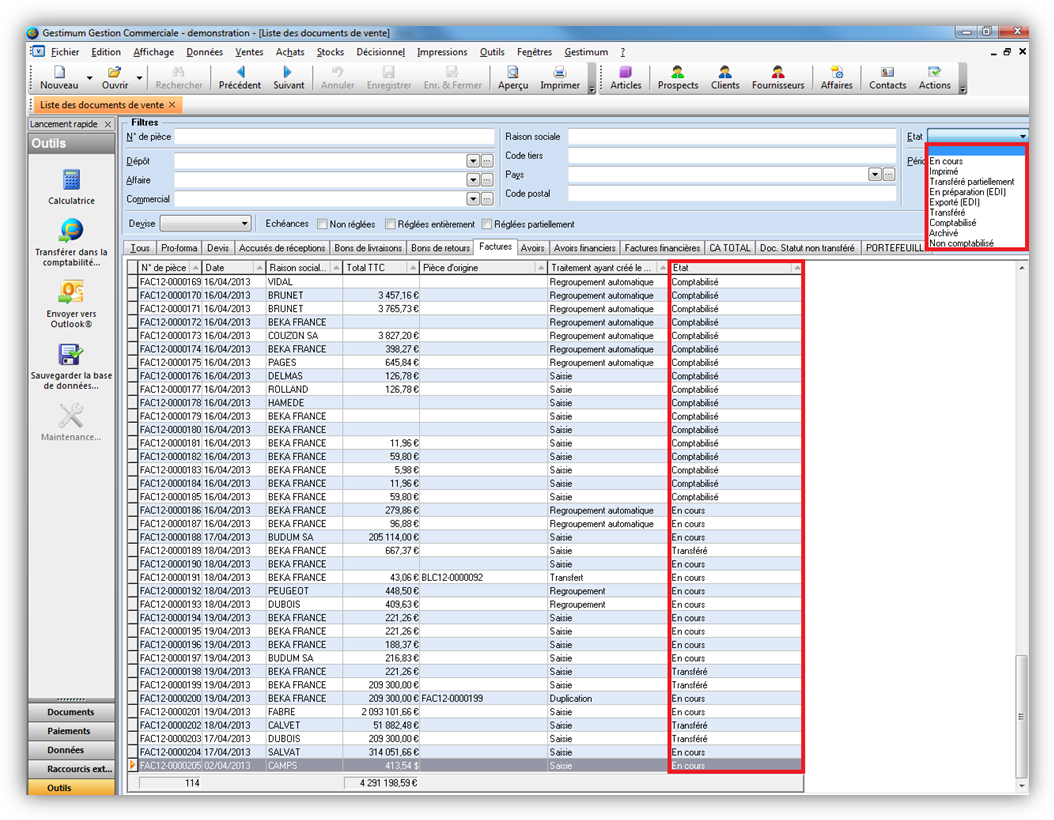 Gestimum Gestion Commerciale - demonstration - [Liste des documents de vente]
Fichier Edition Affichage Données Ventes Achats Stocks Décisionnel Impressions Outils Fenêtres Gestimum ?
Nouveau Ouvrir Rechercher Précédent Suivant Annuler Enregistrer Enr. & Fermer Aperçu Imprimer Articles Prospects Clients Fournisseurs Affaires Contacts Actions
Liste des documents de vente
Lancement rapide
Outils
Calculatrice
Transférer dans la
comptabilité...
Envoyer vers
Outlook®
Sauvegarder la base
de données...
Maintenance...
Documents
Paiements
Données
Raccourcis ext...
Outils
Filtres
N° de pièce
Raison sociale
Etat
Dépôt
Code tiers
Affaire
Pays
Commercial
Code postal
En cours
Imprimé
Transféré partiellement
En préparation (EDI)
Exporté (EDI)
Transféré
Comptabilisé
Archivé
Non comptabilisé
Devise Echéances Non réglées Réglées entièrement Réglées partiellement
Tous Pro-forma Devis Accusés de réceptions Bons de livraisons Bons de retours Factures Avoirs Avoirs financiers Factures financières CA TOTAL Doc. Statut non transféré PORTEFEUILL
N° de pièce Date Raison social... Total TTC Pièce d'origine Traitement ayant créé le ... Etat
FAC12-0000169 16/04/2013 VIDAL Regroupement automatique Comptabilisé
FAC12-0000170 16/04/2013 BRUNET 3 457,16 € Regroupement automatique Comptabilisé
FAC12-0000171 16/04/2013 BRUNET 3 765,73 € Regroupement automatique Comptabilisé
FAC12-0000172 16/04/2013 BEKA FRANCE Regroupement automatique Comptabilisé
FAC12-0000173 16/04/2013 COUZON SA 3 827,20 € Regroupement automatique Comptabilisé
FAC12-0000174 16/04/2013 BEKA FRANCE 398,27 € Regroupement automatique Comptabilisé
FAC12-0000175 16/04/2013 PAGES 645,84 € Regroupement automatique Comptabilisé
FAC12-0000176 16/04/2013 DELMAS 126,78 € Saisie Comptabilisé
FAC12-0000177 16/04/2013 ROLLAND 126,78 € Saisie Comptabilisé
FAC12-0000178 16/04/2013 HAMEDE Saisie Comptabilisé
FAC12-0000179 16/04/2013 BEKA FRANCE Saisie Comptabilisé
FAC12-0000180 16/04/2013 BEKA FRANCE Saisie Comptabilisé
FAC12-0000181 16/04/2013 BEKA FRANCE 11,96 € Saisie Comptabilisé
FAC12-0000182 16/04/2013 BEKA FRANCE 59,80 € Saisie Comptabilisé
FAC12-0000183 16/04/2013 BEKA FRANCE 5,98 € Saisie Comptabilisé
FAC12-0000184 16/04/2013 BEKA FRANCE 11,96 € Saisie Comptabilisé
FAC12-0000185 16/04/2013 BEKA FRANCE 59,80 € Saisie Comptabilisé
FAC12-0000186 16/04/2013 BEKA FRANCE 279,86 € Regroupement automatique En cours
FAC12-0000187 16/04/2013 BEKA FRANCE 96,88 € Regroupement automatique En cours
FAC12-0000188 17/04/2013 BUDUM SA 205 114,00 € Saisie En cours
FAC12-0000189 18/04/2013 BEKA FRANCE 667,37 € Saisie Transféré
FAC12-0000190 18/04/2013 BEKA FRANCE Saisie En cours
FAC12-0000191 18/04/2013 BEKA FRANCE 43,06 € BLC12-0000092 Transfert En cours
FAC12-0000192 18/04/2013 PEUGEOT 448,50 € Regroupement En cours
FAC12-0000193 18/04/2013 DUBOIS 409,63 € Regroupement En cours
FAC12-0000194 19/04/2013 BEKA FRANCE 221,26 € Saisie En cours
FAC12-0000195 19/04/2013 BEKA FRANCE 221,26 € Saisie En cours
FAC12-0000196 19/04/2013 BEKA FRANCE 188,37 € Saisie En cours
FAC12-0000197 19/04/2013 BUDUM SA 216,83 € Saisie En cours
FAC12-0000198 19/04/2013 BEKA FRANCE 221,26 € Saisie Transféré
FAC12-0000199 19/04/2013 BEKA FRANCE 209 300,00 € Saisie Transféré
FAC12-0000200 19/04/2013 BEKA FRANCE 209 300,00 € FAC12-0000199 Duplication En cours
FAC12-0000201 19/04/2013 FABRE 2 093 101,66 € Saisie En cours
FAC12-0000202 18/04/2013 CALVET 51 882,48 € Saisie Transféré
FAC12-0000203 17/04/2013 DUBOIS 209 300,00 € Saisie Transféré
FAC12-0000204 17/04/2013 SALVAT 314 051,66 € Saisie En cours
FAC12-0000205 02/04/2013 CAMPS 413,54 $ Saisie En cours
114 4 291 198,59 €